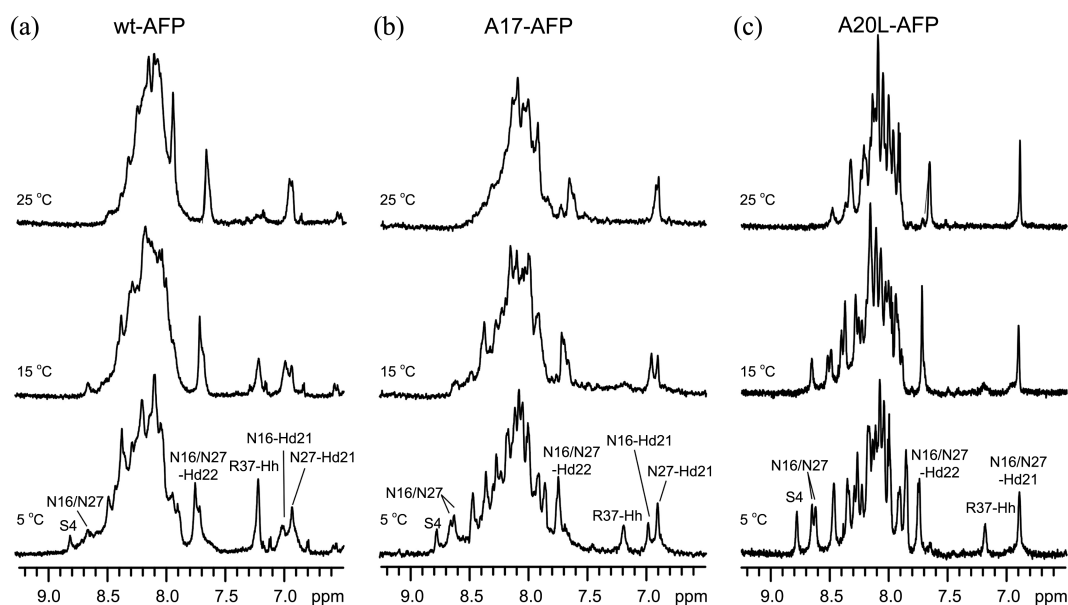 (a) wt-AFP
25 °C
15 °C
N16/N27
-Hd22
N16-Hd21
N27-Hd21
R37-Hh
N16/N27
S4
5 °C
9.0 8.5 8.0 7.5 7.0 ppm
(b) A17-AFP
25 °C
15 °C
N16-Hd21
N16/N27
-Hd22
N27-Hd21
N16/N27
R37-Hh
S4
5 °C
9.0 8.5 8.0 7.5 7.0 ppm
(c) A20L-AFP
25 °C
15 °C
N16/N27
N16/N27
-Hd22
N16/N27
-Hd21
S4
R37-Hh
5 °C
9.0 8.5 8.0 7.5 7.0 ppm